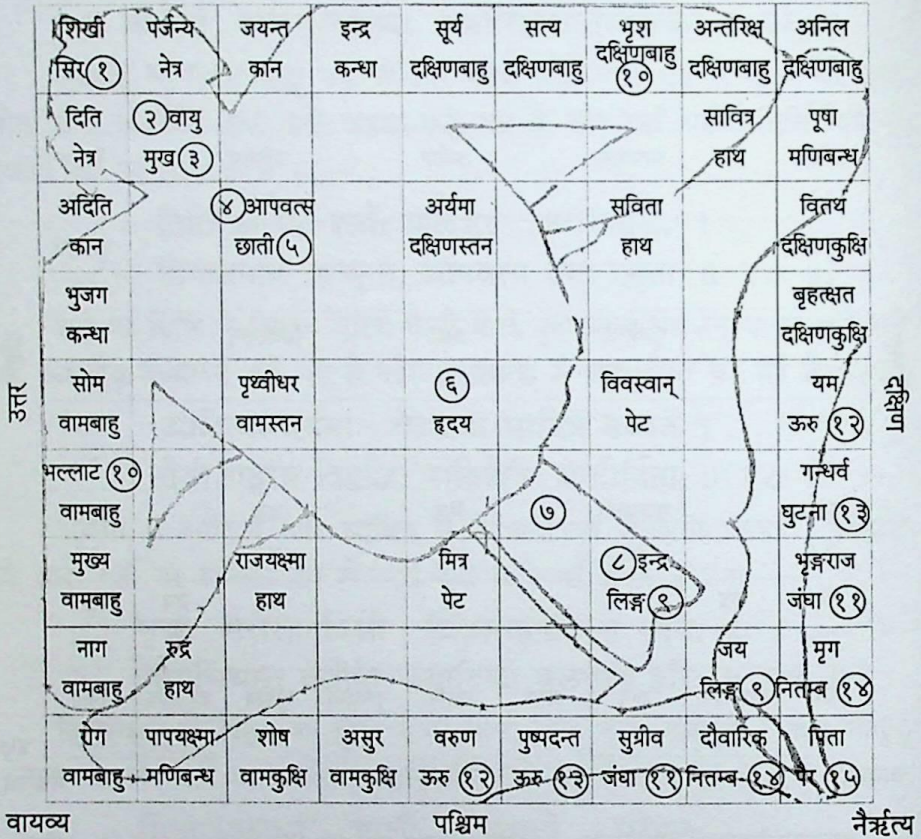 शिखी पर्जन्ये जयन्त इन्द्र सूर्य सत्य भृश अन्तरिक्ष अनिल
सिर १ नेत्र कान कन्धा दक्षिणबाहु दक्षिणबाहु दक्षिणबाहु १० दक्षिणबाहु दक्षिणबाहु
दिति २ वायु सावित्र पूषा
नेत्र मुख ३ हाथ मणिबन्ध
अदिति ४ आपवत्स अर्यमा सविता वितथ
कान छाती ५ दक्षिणस्तन हाथ दक्षिणकुक्षि
भुजग बृहत्क्षत
कन्धा दक्षिणकुक्षि
उत्तर
सोम पृथ्वीधर ६ विवस्वान् यम
वामबाहु वामस्तन हृदय पेट ऊरु १२
दक्षिण
भल्लाट १० ७ गन्धर्व
वामबाहु घुटना १३
मुख्य राजयक्ष्मा मित्र ८ इन्द्र भृङ्गराज
वामबाहु हाथ पेट लिङ्ग ९ जंघा ११
नाग रुद्र जय मृग
वामबाहु हाथ लिङ्ग ९ नितम्ब १४
रोग पापयक्ष्मा शोष असुर वरुण पुष्पदन्त सुग्रीव दौवारिक पिता
वामबाहु मणिबन्ध वामकुक्षि वामकुक्षि ऊरु १२ ऊरु १३ जंघा ११ नितम्ब १४ पैर १५
वायव्य पश्चिम नैर्ऋत्य